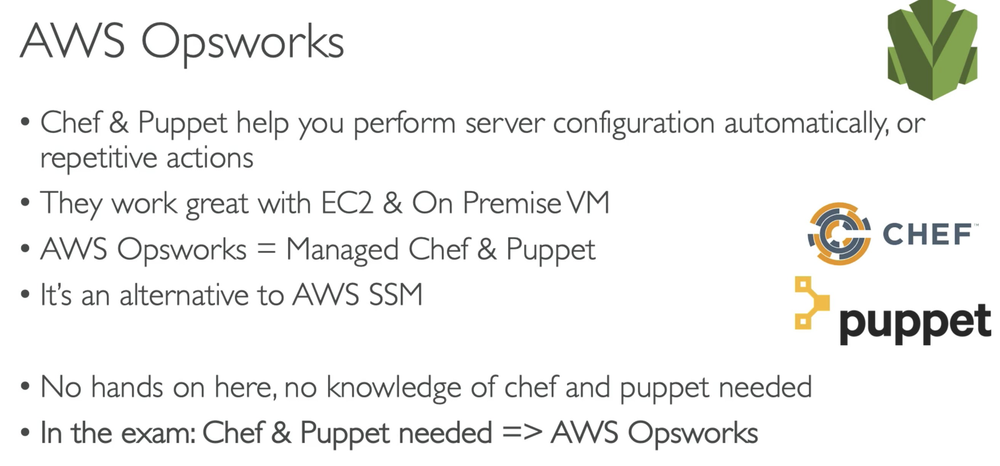 AWS Opsworks
• Chef & Puppet help you perform server configuration automatically, or
repetitive actions
• They work great with EC2 & On Premise VM
• AWS Opsworks = Managed Chef & Puppet
• It’s an alternative to AWS SSM
CHEF™
puppet
• No hands on here, no knowledge of chef and puppet needed
• In the exam: Chef & Puppet needed => AWS Opsworks